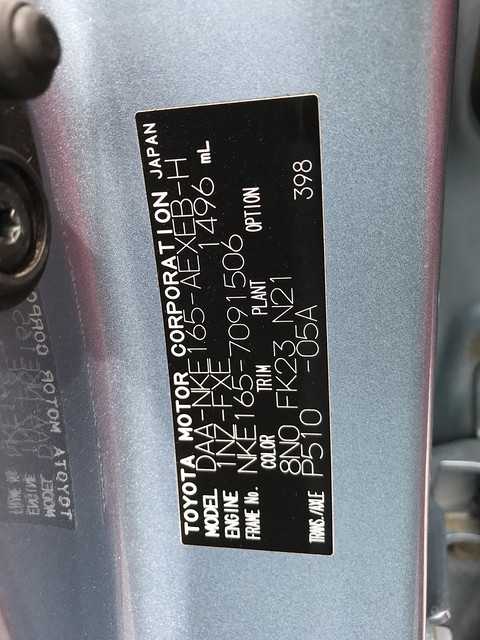 TOYOTA MOTOR CORPORATION JAPAN
MODEL DAA-NKE165-AEXEB-H
ENGINE 1NZ-FXE 1496 mL
FRAME No. NKE165-7091506
COLOR TRIM PLANT OPTION
8N0 FK23 N21
TRANS./AXLE P510 -05A 398